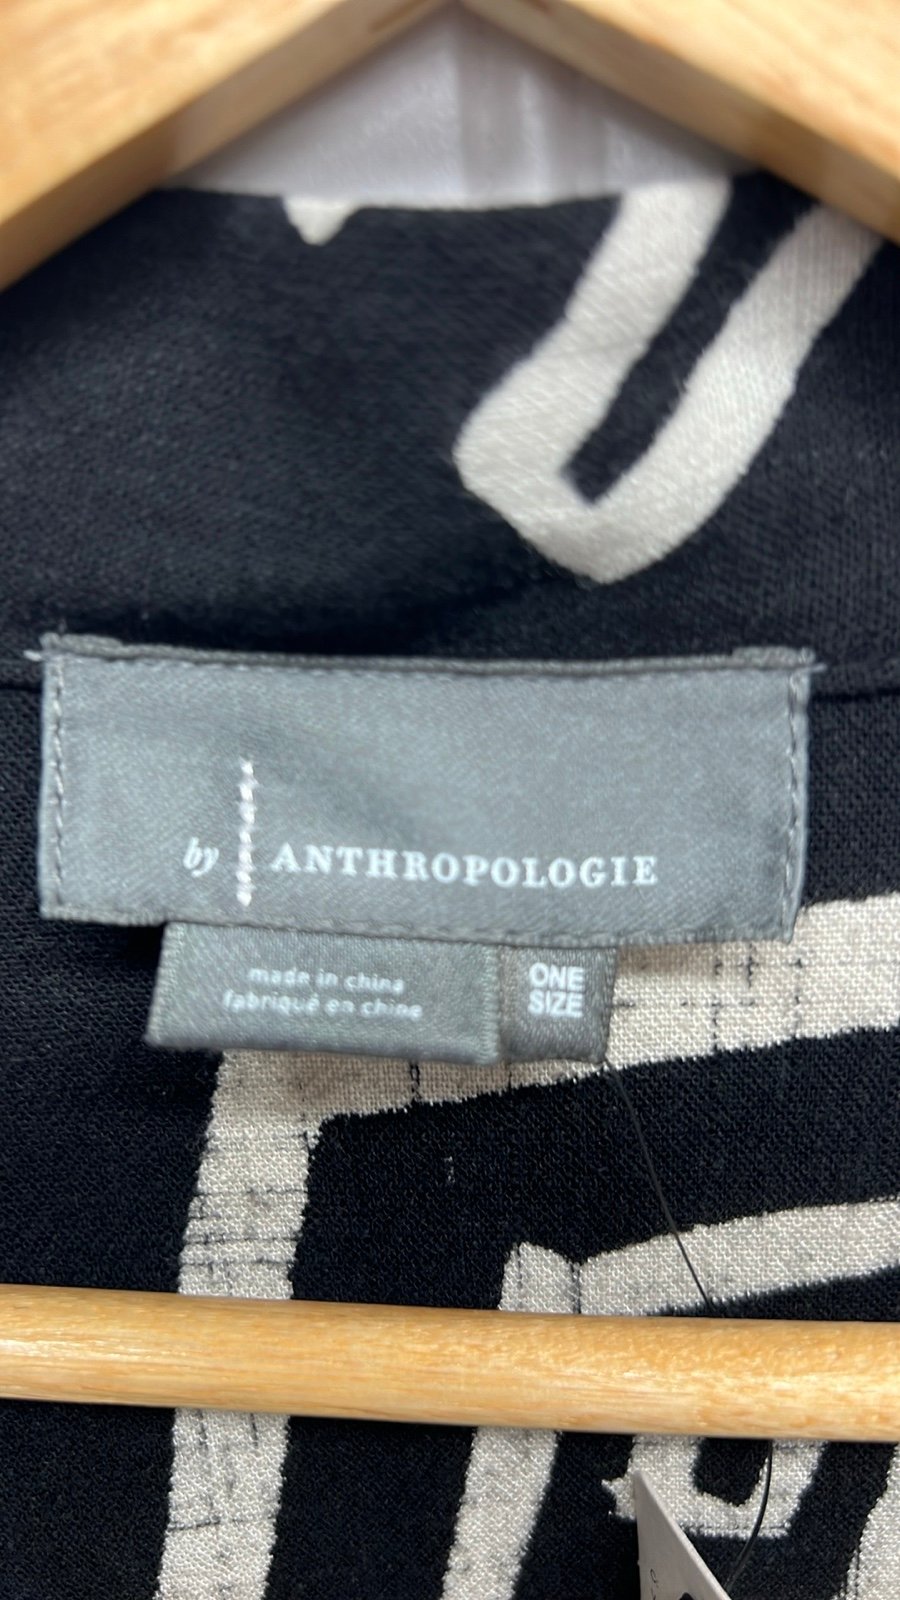 by ANTHROPOLOGIE
made in china
fabriqué en chine
ONE
SIZE